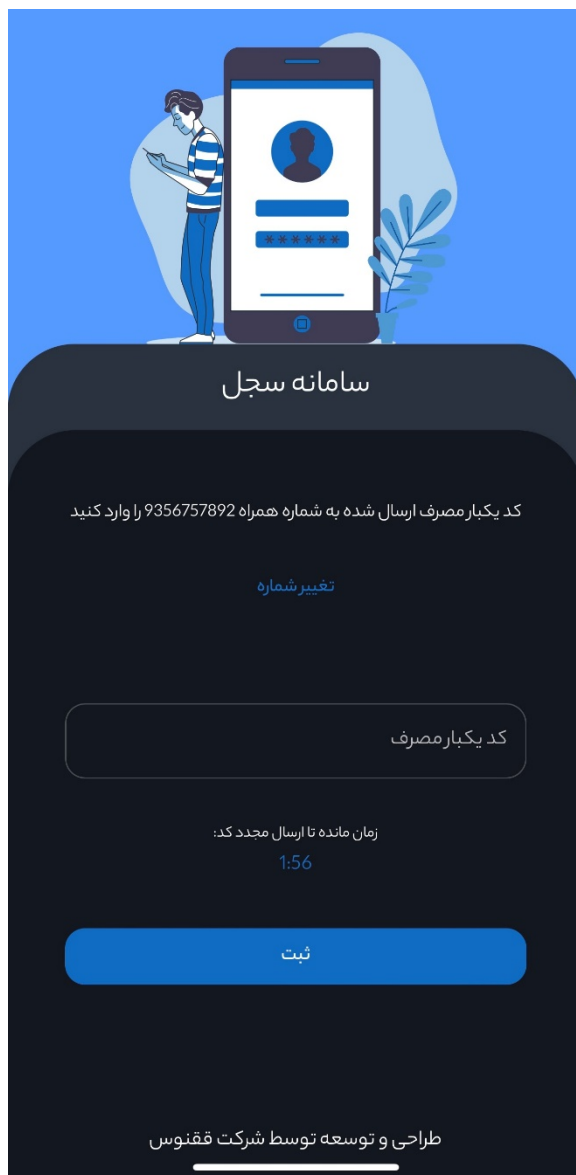 ******
سامانه سجل
کد یکبار مصرف ارسال شده به شماره همراه 9356757892 را وارد کنید
تغییر شماره
کد یکبار مصرف
زمان مانده تا ارسال مجدد کد:
1:56
ثبت
طراحی و توسعه توسط شرکت ققنوس